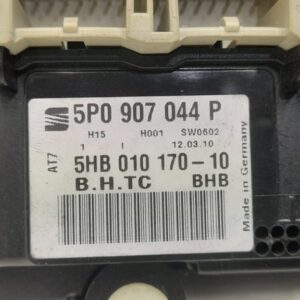 5P0 907 044 P
H15 H001 SW0602
1 I 12.03.10
AT7
5HB 010 170-10
B.H.TC BHB
Made in Germany